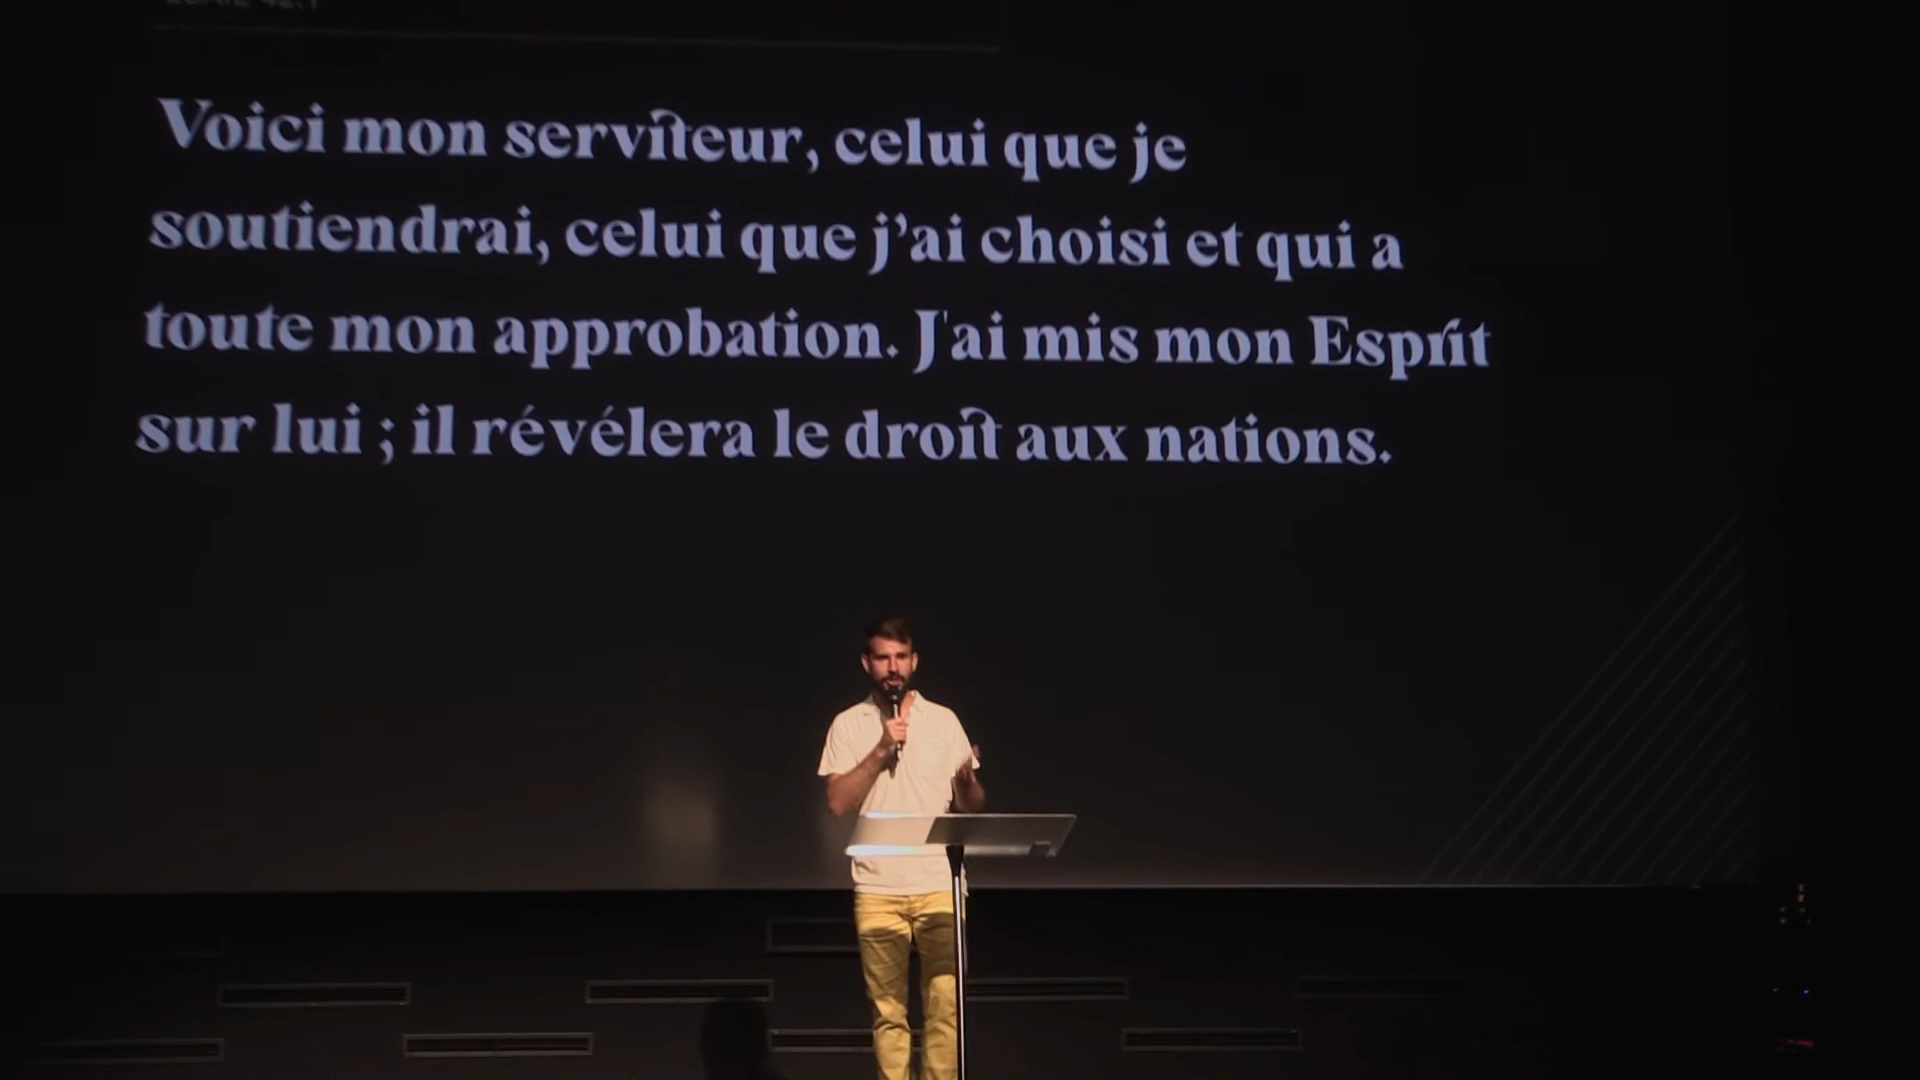 Voici mon serviteur, celui que je
soutiendrai, celui que j’ai choisi et qui a
toute mon approbation. J'ai mis mon Esprit
sur lui ; il révélera le droit aux nations.